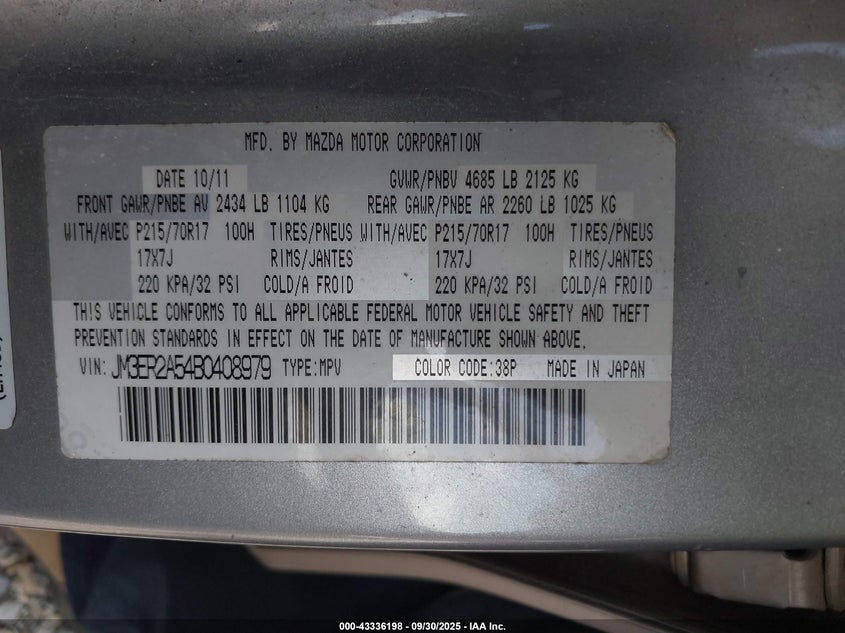 MFD. BY MAZDA MOTOR CORPORATION
DATE 10/11 GVWR/PNBV 4685 LB 2125 KG
FRONT GAWR/PNBE AV 2434 LB 1104 KG REAR GAWR/PNBE AR 2260 LB 1025 KG
WITH/AVEC P215/70R17 100H TIRES/PNEUS WITH/AVEC P215/70R17 100H TIRES/PNEUS
17X7J RIMS/JANTES 17X7J RIMS/JANTES
220 KPA/32 PSI COLD/A FROID 220 KPA/32 PSI COLD/A FROID
THIS VEHICLE CONFORMS TO ALL APPLICABLE FEDERAL MOTOR VEHICLE SAFETY AND THEFT
PREVENTION STANDARDS IN EFFECT ON THE DATE OF MANUFACTURE SHOWN ABOVE.
VIN: JM3ER2A54B0408979 TYPE:MPV COLOR CODE:38P MADE IN JAPAN
000-43336198 - 09/30/2025 - IAA Inc.